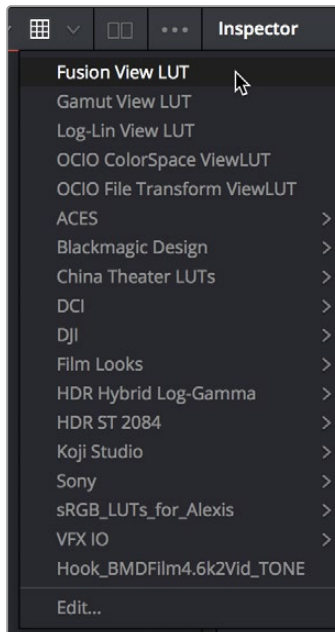 Inspector
Fusion View LUT
Gamut View LUT
Log-Lin View LUT
OCIO ColorSpace ViewLUT
OCIO File Transform ViewLUT
ACES
Blackmagic Design
China Theater LUTs
DCI
DJI
Film Looks
HDR Hybrid Log-Gamma
HDR ST 2084
Koji Studio
Sony
sRGB_LUTs_for_Alexis
VFX IO
Hook_BMDFilm4.6k2Vid_TONE
Edit...